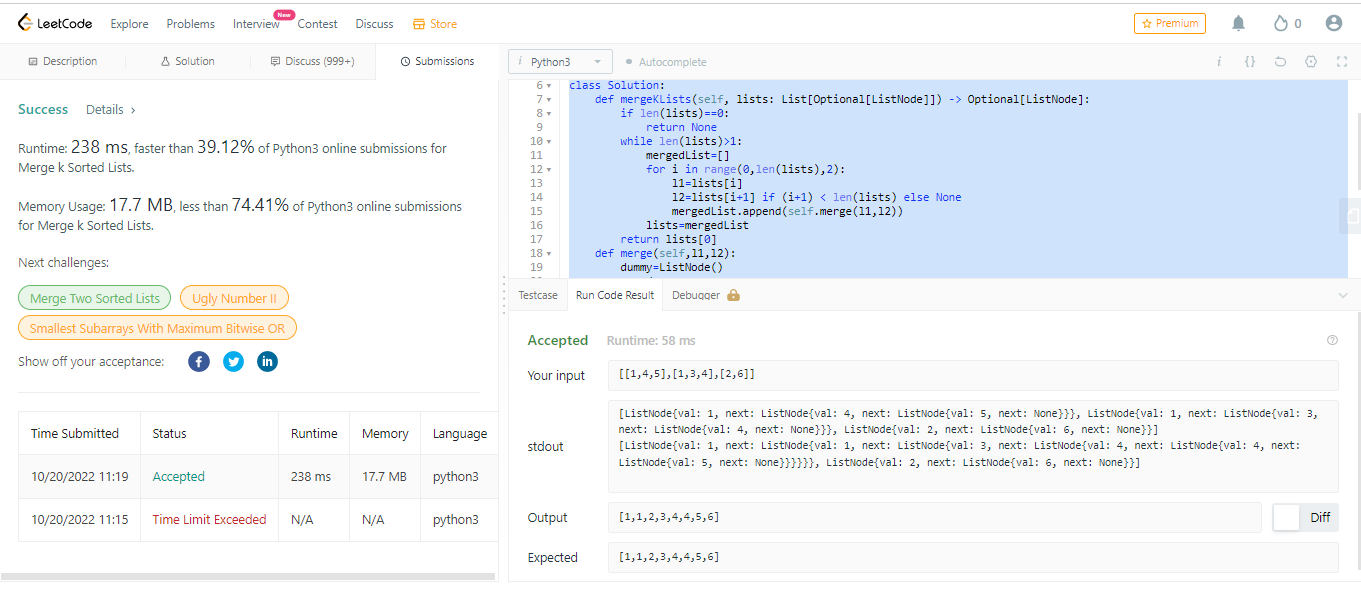 LeetCode Explore Problems Interview New Contest Discuss Store Premium 0
Description Solution Discuss (999+) Submissions
Success Details ›
Runtime: 238 ms, faster than 39.12% of Python3 online submissions for
Merge k Sorted Lists.
Memory Usage: 17.7 MB, less than 74.41% of Python3 online submissions
for Merge k Sorted Lists.
Next challenges:
Merge Two Sorted Lists Ugly Number II
Smallest Subarrays With Maximum Bitwise OR
Show off your acceptance:
Time Submitted Status Runtime Memory Language
10/20/2022 11:19 Accepted 238 ms 17.7 MB python3
10/20/2022 11:15 Time Limit Exceeded N/A N/A python3
i Python3 Autocomplete i {}
6 class Solution:
7 def mergeKLists(self, lists: List[Optional[ListNode]]) -> Optional[ListNode]:
8 if len(lists)==0:
9 return None
10 while len(lists)>1:
11 mergedList=[]
12 for i in range(0,len(lists),2):
13 l1=lists[i]
14 l2=lists[i+1] if (i+1) < len(lists) else None
15 mergedList.append(self.merge(l1,l2))
16 lists=mergedList
17 return lists[0]
18 def merge(self,l1,l2):
19 dummy=ListNode()
Testcase Run Code Result Debugger
Accepted Runtime: 58 ms
Your input [[1,4,5],[1,3,4],[2,6]]
stdout
[ListNode{val: 1, next: ListNode{val: 4, next: ListNode{val: 5, next: None}}}, ListNode{val: 1, next: ListNode{val: 3,
next: ListNode{val: 4, next: None}}}, ListNode{val: 2, next: ListNode{val: 6, next: None}}]
[ListNode{val: 1, next: ListNode{val: 1, next: ListNode{val: 3, next: ListNode{val: 4, next: ListNode{val: 4, next:
ListNode{val: 5, next: None}}}}}}, ListNode{val: 2, next: ListNode{val: 6, next: None}}]
Output [1,1,2,3,4,4,5,6] Diff
Expected [1,1,2,3,4,4,5,6]